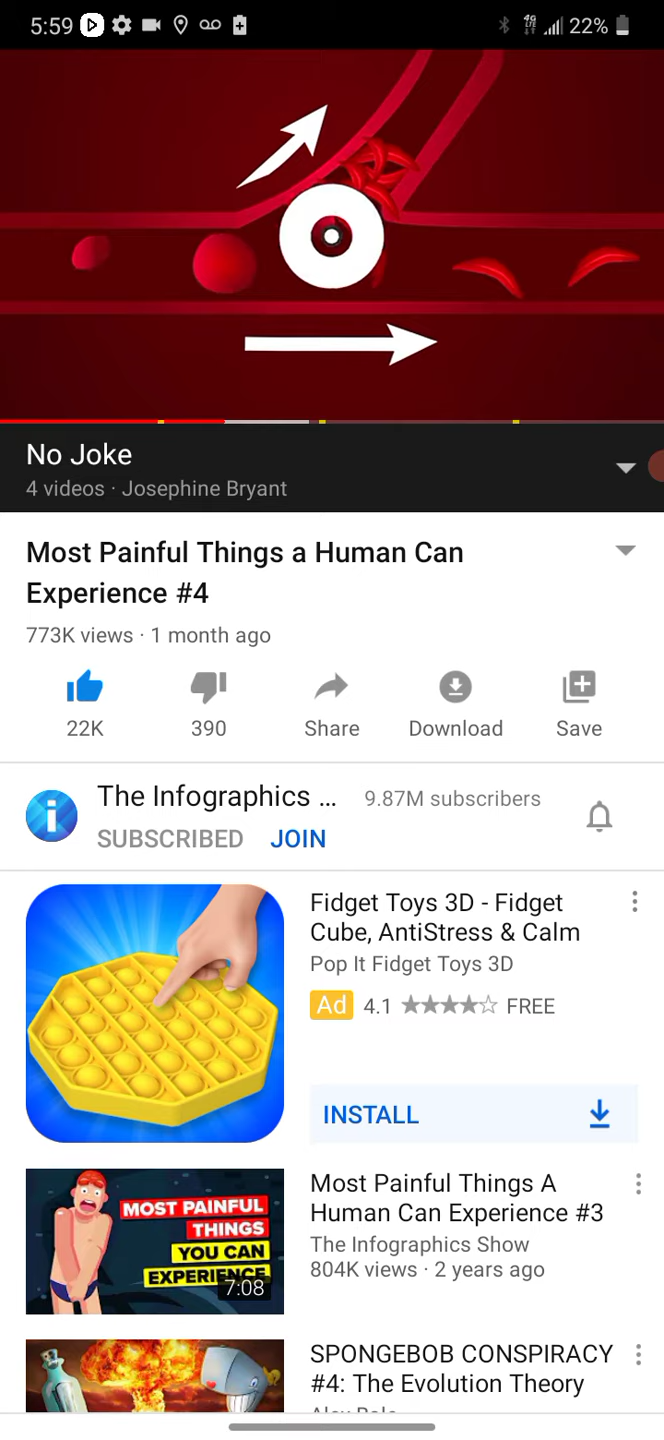 5:59
4G LTE 22%
No Joke
4 videos · Josephine Bryant
Most Painful Things a Human Can
Experience #4
773K views · 1 month ago
22K 390 Share Download Save
The Infographics ... 9.87M subscribers
SUBSCRIBED JOIN
Fidget Toys 3D - Fidget
Cube, AntiStress & Calm
Pop It Fidget Toys 3D
Ad 4.1 ★★★★☆ FREE
INSTALL
MOST PAINFUL
THINGS
YOU CAN
EXPERIENCE
7:08
Most Painful Things A
Human Can Experience #3
The Infographics Show
804K views · 2 years ago
SPONGEBOB CONSPIRACY
#4: The Evolution Theory